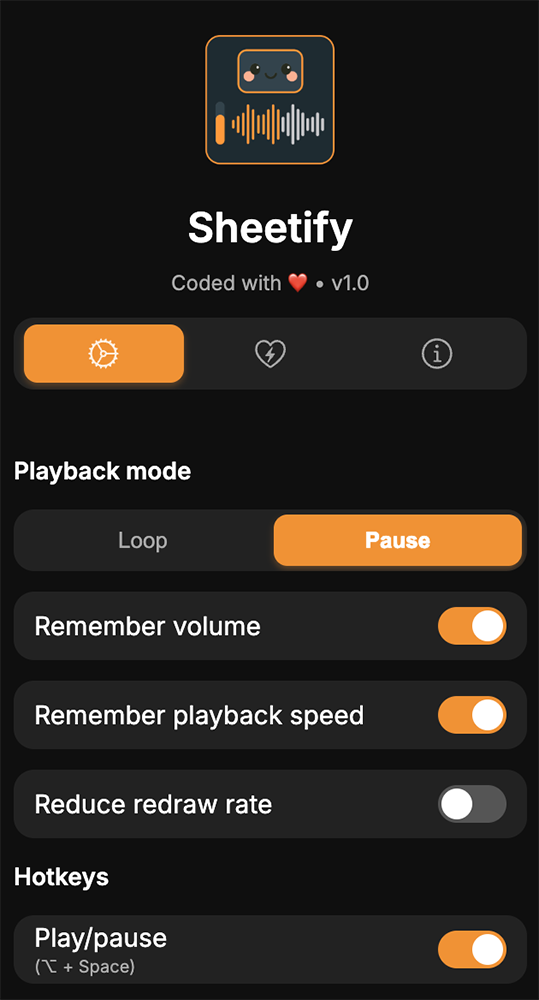 Sheetify
Coded with ❤️ • v1.0
Playback mode
Loop
Pause
Remember volume
Remember playback speed
Reduce redraw rate
Hotkeys
Play/pause
(⌥ + Space)